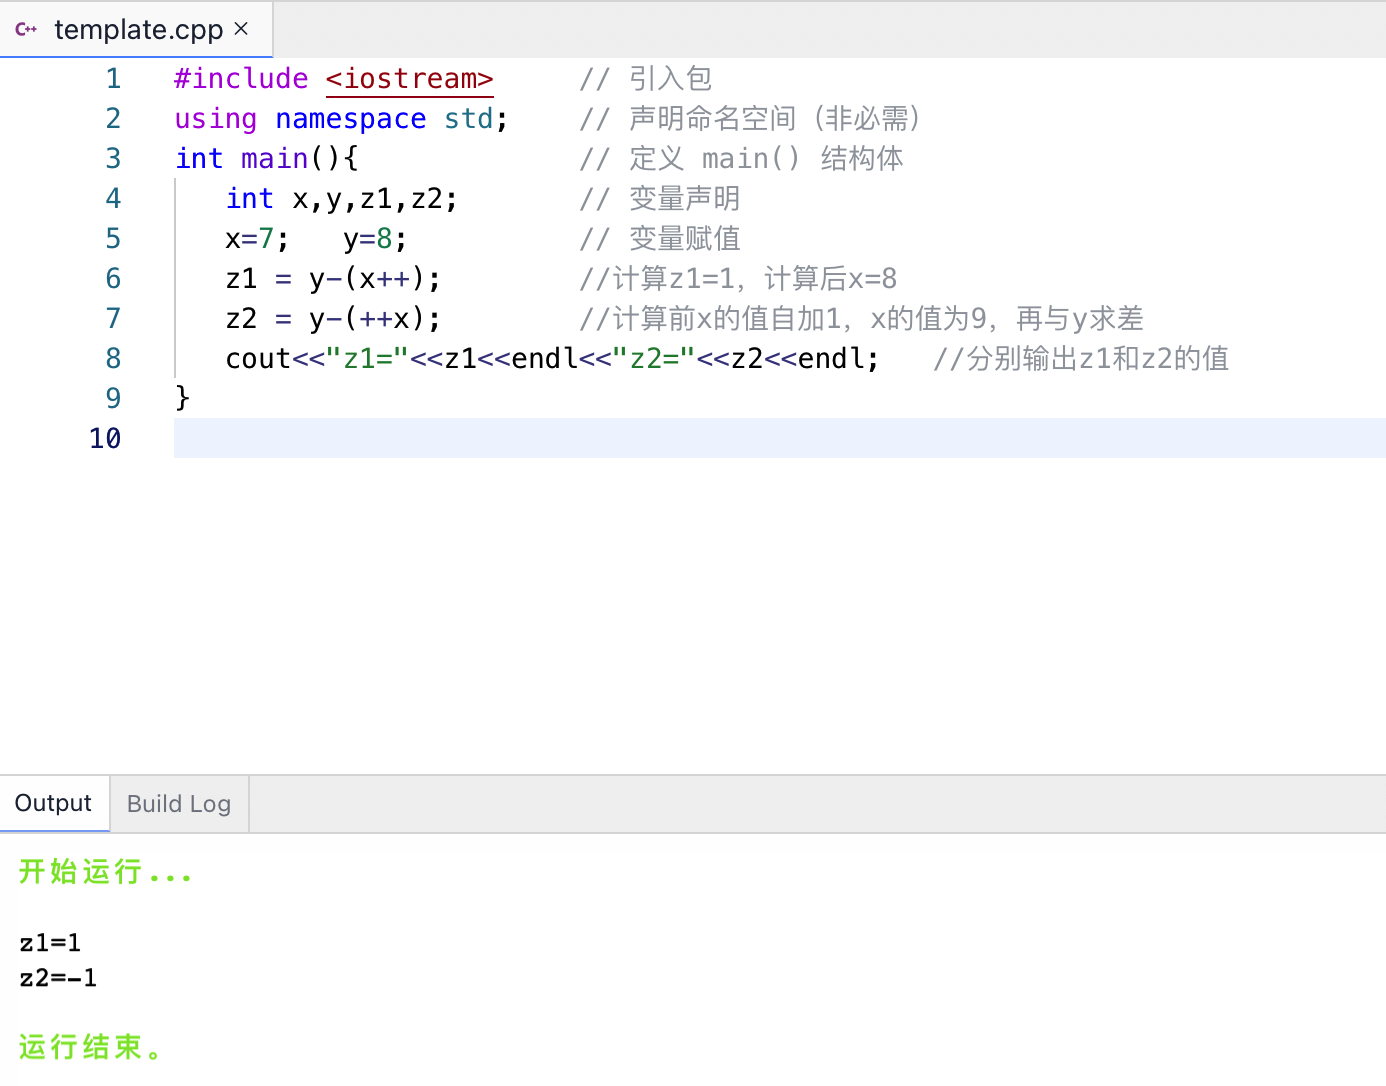 C++ template.cpp ×
1 #include <iostream> // 引入包
2 using namespace std; // 声明命名空间（非必需）
3 int main(){ // 定义 main() 结构体
4 int x,y,z1,z2; // 变量声明
5 x=7; y=8; // 变量赋值
6 z1 = y-(x++); //计算z1=1，计算后x=8
7 z2 = y-(++x); //计算前x的值自加1，x的值为9，再与y求差
8 cout<<"z1="<<z1<<endl<<"z2="<<z2<<endl; //分别输出z1和z2的值
9 }
10
Output Build Log
开始运行...
z1=1
z2=-1
运行结束。